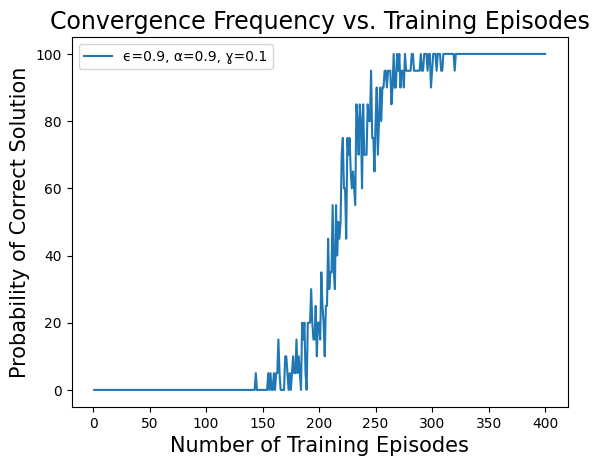 Convergence Frequency vs. Training Episodes
ϵ=0.9, α=0.9, ɣ=0.1
Probability of Correct Solution
100
80
60
40
20
0
0 50 100 150 200 250 300 350 400
Number of Training Episodes